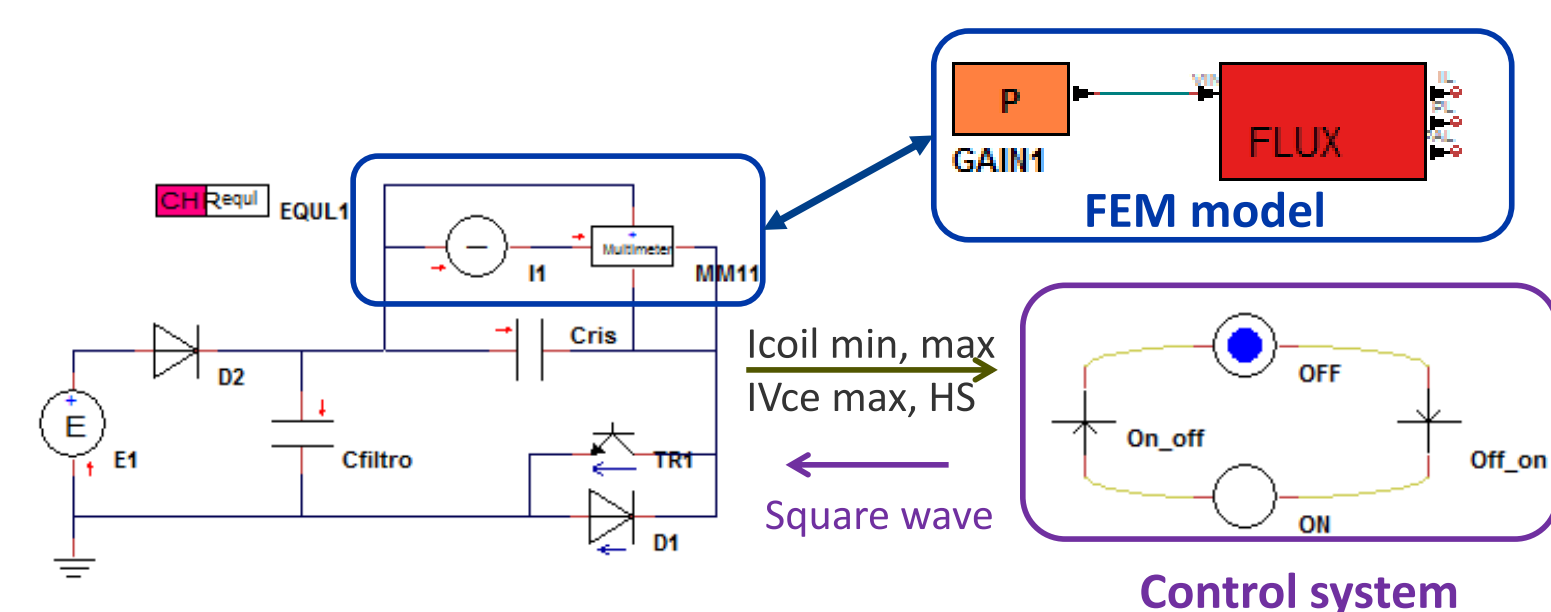 P
VIN
IL
PL
FLUX
GAIN1
FEM model
CH Requl
EQUL1
Multimeter
I1
MM11
Cris
D2
E
E1
Cfiltro
TR1
D1
Icoil min, max
IVce max, HS
Square wave
OFF
On_off
Off_on
ON
Control system